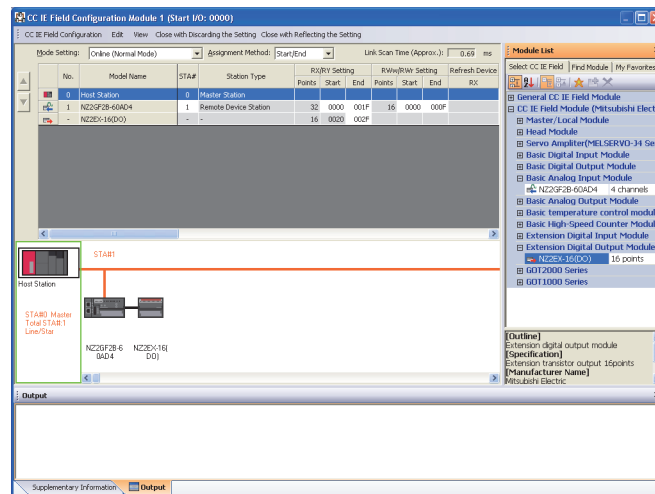 CC IE Field Configuration Module 1 (Start I/O: 0000)
CC IE Field Configuration Edit View Close with Discarding the Setting Close with Reflecting the Setting
Mode Setting: Online (Normal Mode) Assignment Method: Start/End Link Scan Time (Approx.): 0.69 ms
No. Model Name STA# Station Type RX/RY Setting RWw/RWr Setting Refresh Device
Points Start End Points Start End RX
0 Host Station 0 Master Station
1 NZ2GF2B-60AD4 1 Remote Device Station 32 0000 001F 16 0000 000F
- NZ2EX-16(DO) - - 16 0020 002F
STA#1
Host Station
STA#0 Master
Total STA#:1
Line/Star
NZ2GF2B-6
0AD4
NZ2EX-16(
DO)
Module List
Select CC IE Field Find Module My Favorites
General CC IE Field Module
CC IE Field Module (Mitsubishi Elect
Master/Local Module
Head Module
Servo Ampliter(MELSERVO-J4 Se
Basic Digital Input Module
Basic Digital Output Module
Basic Analog Input Module
NZ2GF2B-60AD4 4 channels
Basic Analog Output Module
Basic temperature control modul
Basic High-Speed Counter Modul
Extension Digital Input Module
Extension Digital Output Module
NZ2EX-16(DO) 16 points
GOT2000 Series
GOT1000 Series
[Outline]
Extension digital output module
[Specification]
Extension transistor output 16points
[Manufacturer Name]
Mitsubishi Electric
Output
Supplementary Information Output